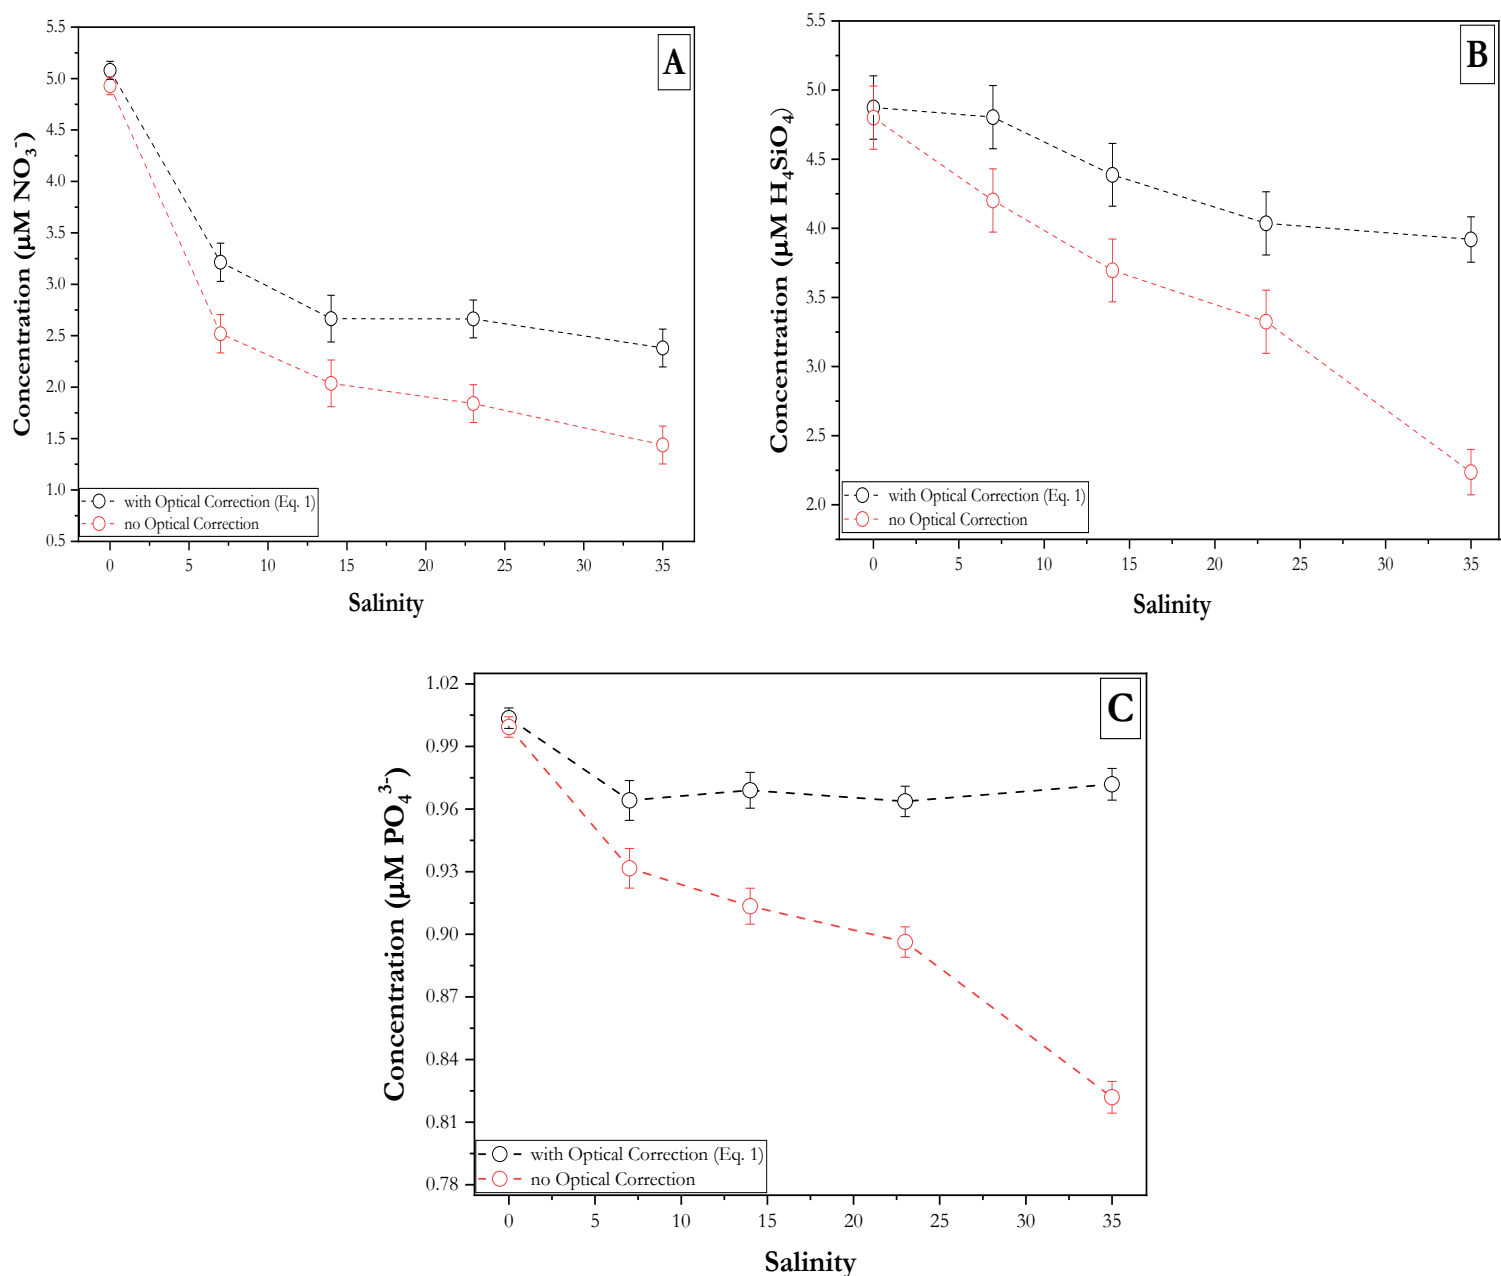 A
Concentration (µM NO₃⁻)
5.5
5.0
4.5
4.0
3.5
3.0
2.5
2.0
1.5
1.0
0.5
with Optical Correction (Eq. 1)
no Optical Correction
0 5 10 15 20 25 30 35
Salinity
B
Concentration (µM H₄SiO₄)
5.5
5.0
4.5
4.0
3.5
3.0
2.5
2.0
with Optical Correction (Eq. 1)
no Optical Correction
0 5 10 15 20 25 30 35
Salinity
C
Concentration (µM PO₄³⁻)
1.02
0.99
0.96
0.93
0.90
0.87
0.84
0.81
0.78
with Optical Correction (Eq. 1)
no Optical Correction
0 5 10 15 20 25 30 35
Salinity